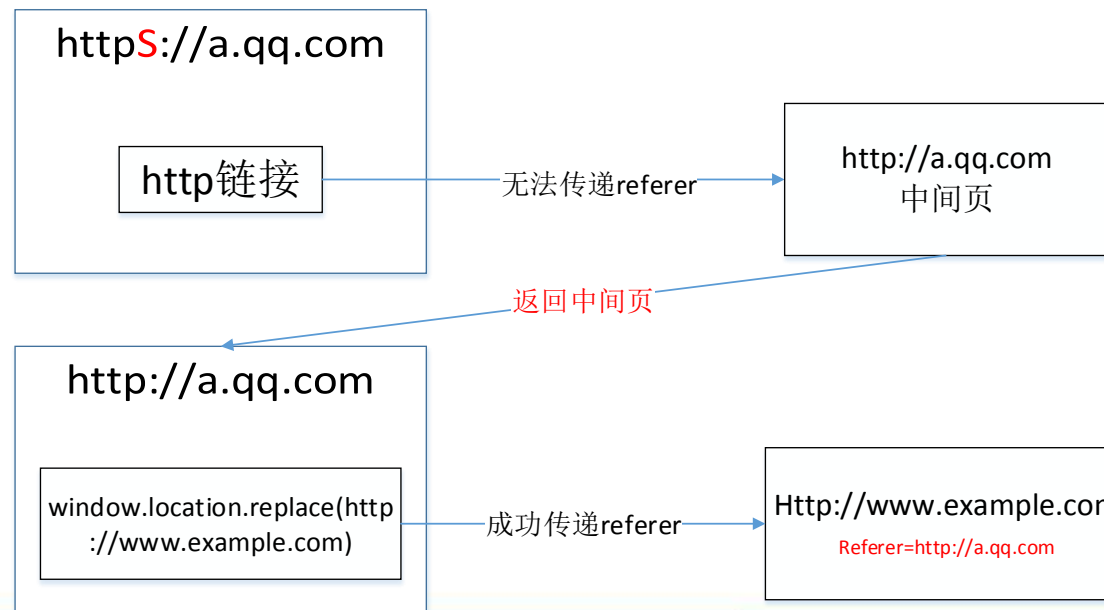 httpS://a.qq.com
http链接
无法传递referer
http://a.qq.com
中间页
返回中间页
http://a.qq.com
window.location.replace(http
://www.example.com)
成功传递referer
Http://www.example.com
Referer=http://a.qq.com